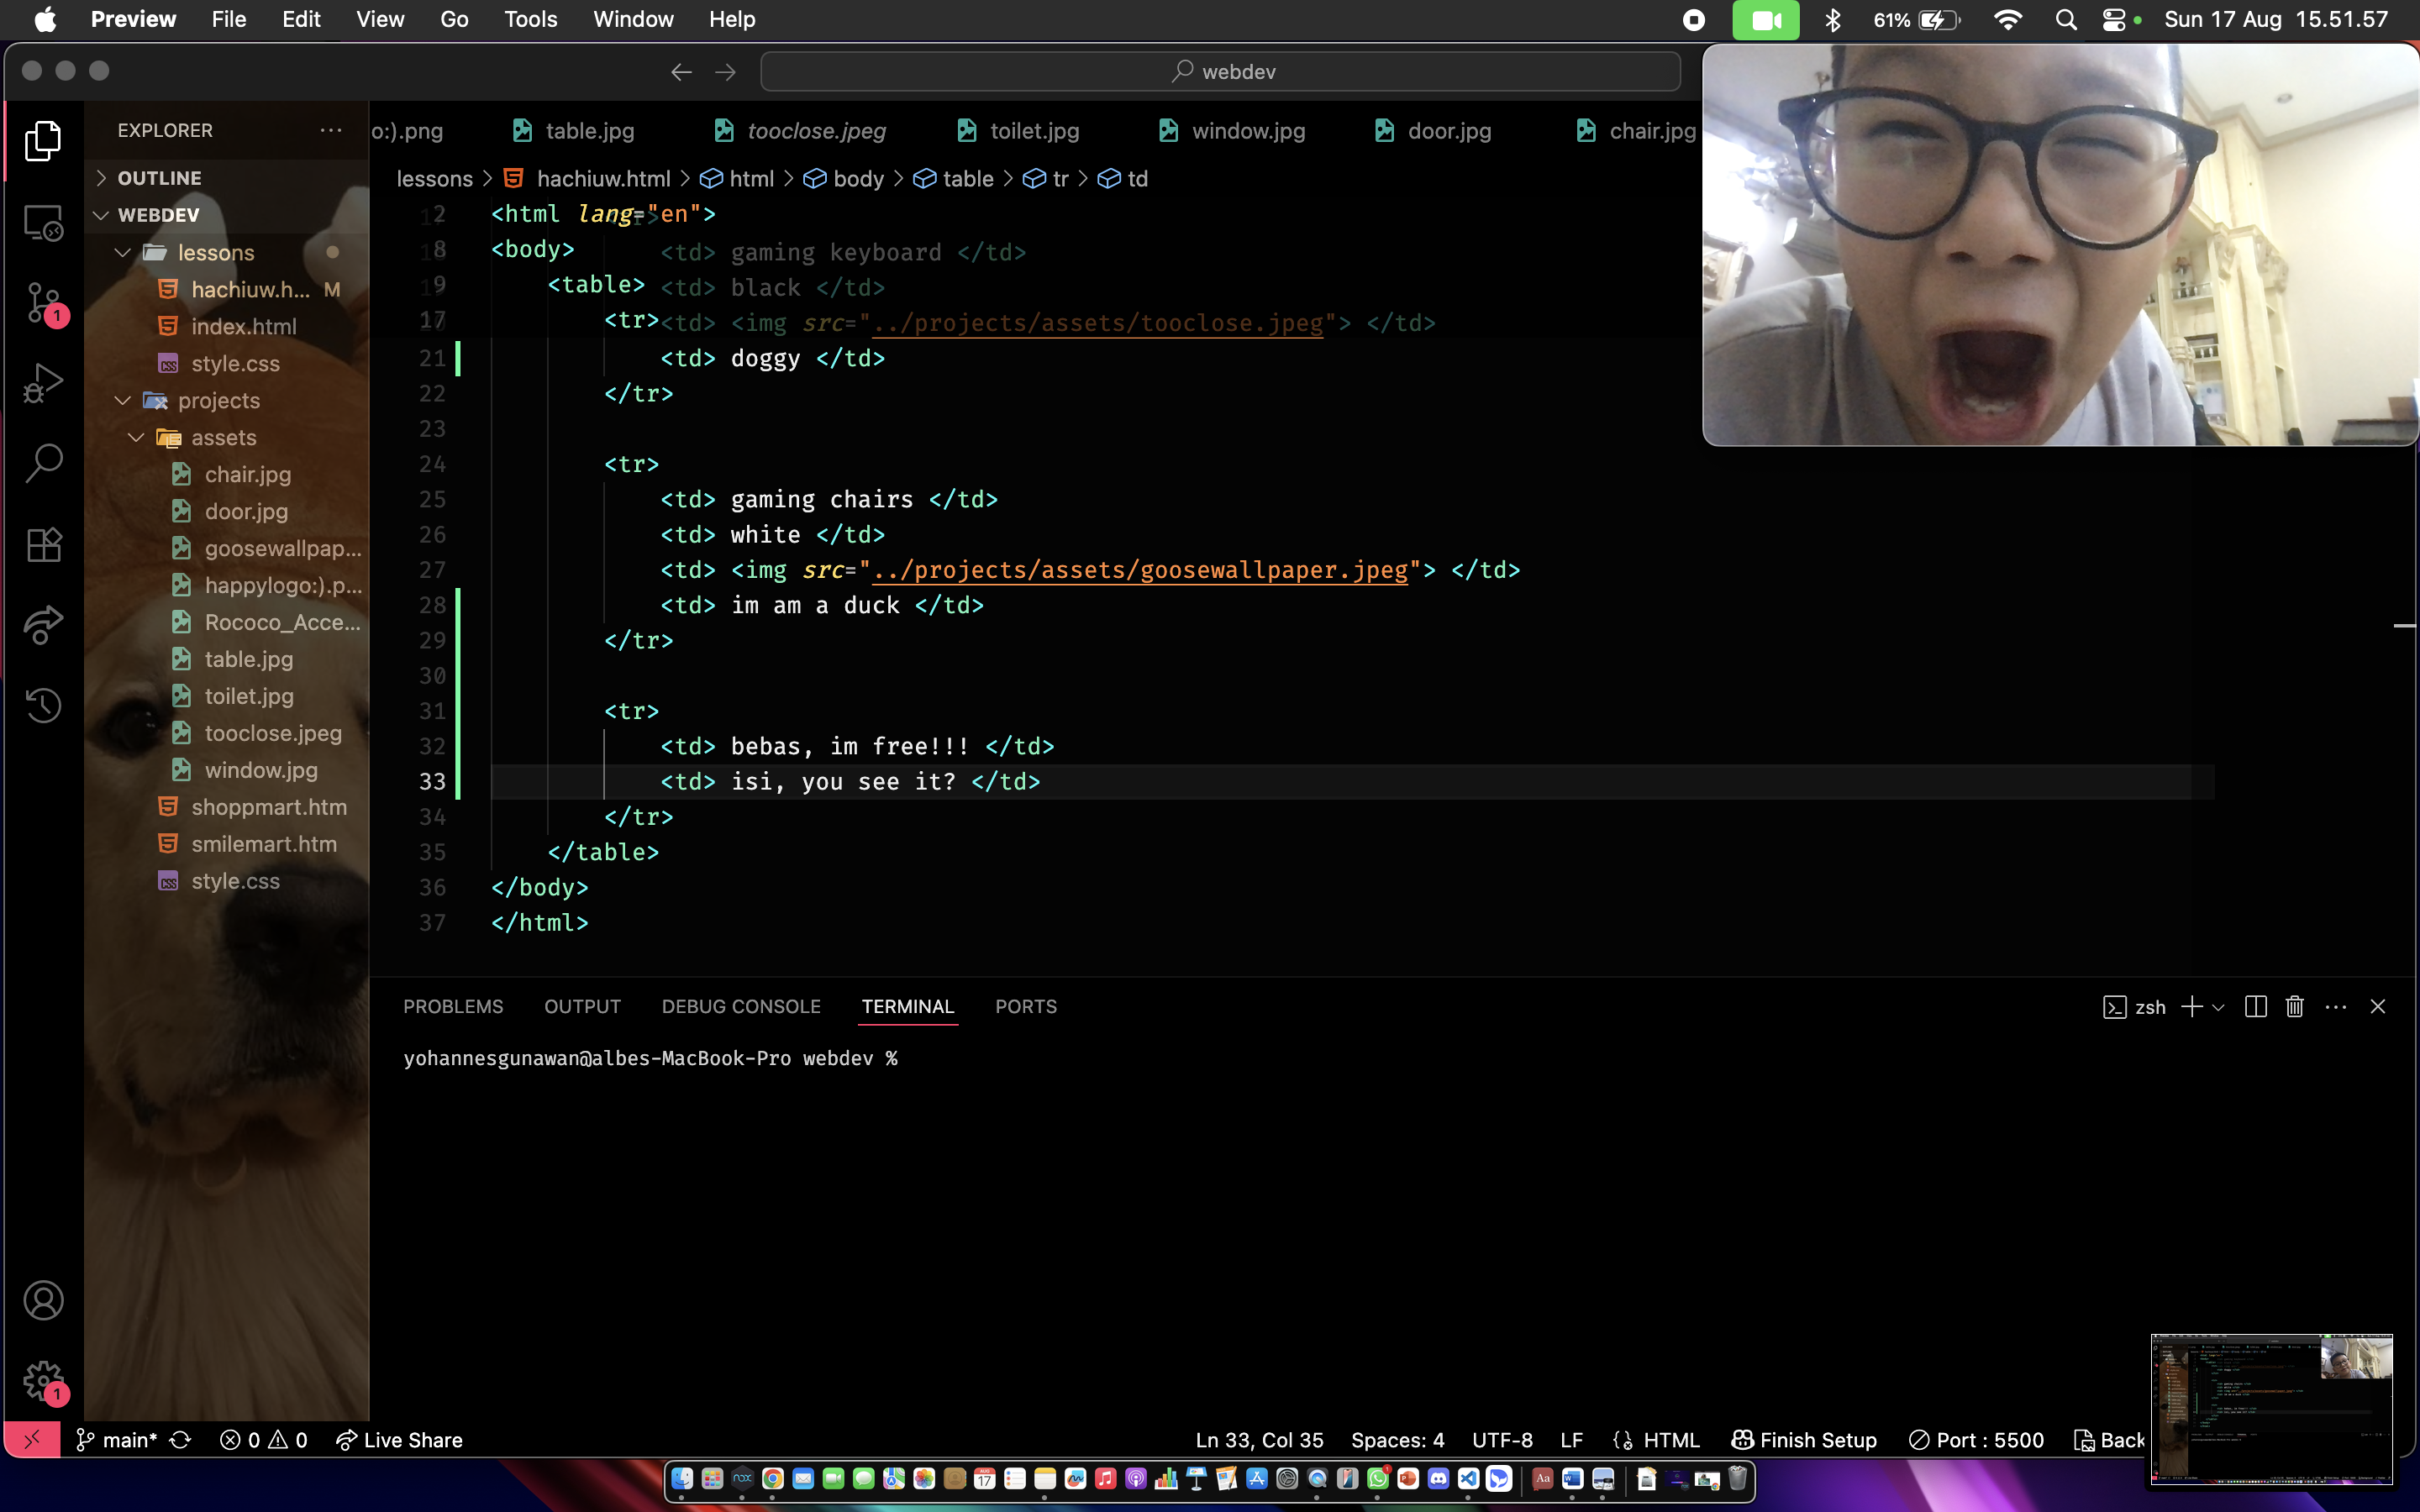 Preview File Edit View Go Tools Window Help 61% Sun 17 Aug 15.51.57
webdev
EXPLORER
o:).png table.jpg tooclose.jpeg toilet.jpg window.jpg door.jpg chair.jpg
OUTLINE
WEBDEV
lessons
hachiuw.h... M
index.html
style.css
projects
assets
chair.jpg
door.jpg
goosewallpap...
happylogo:).p...
Rococo_Acce...
table.jpg
toilet.jpg
tooclose.jpeg
window.jpg
shoppmart.htm
smilemart.htm
style.css
1
1
lessons > hachiuw.html > html > body > table > tr > td
2 <html lang="en">
8 <body>
<td> gaming keyboard </td>
9 <table>
<td> black </td>
17 <tr>
<td> <img src="../projects/assets/tooclose.jpeg"> </td>
21 <td> doggy </td>
22 </tr>
23
24 <tr>
25 <td> gaming chairs </td>
26 <td> white </td>
27 <td> <img src="../projects/assets/goosewallpaper.jpeg"> </td>
28 <td> im am a duck </td>
29 </tr>
30
31 <tr>
32 <td> bebas, im free!!! </td>
33 <td> isi, you see it? </td>
34 </tr>
35 </table>
36 </body>
37 </html>
PROBLEMS OUTPUT DEBUG CONSOLE TERMINAL PORTS zsh
yohannesgunawan@albes-MacBook-Pro webdev %
main* 0 0 Live Share Ln 33, Col 35 Spaces: 4 UTF-8 LF HTML Finish Setup Port : 5500 Back